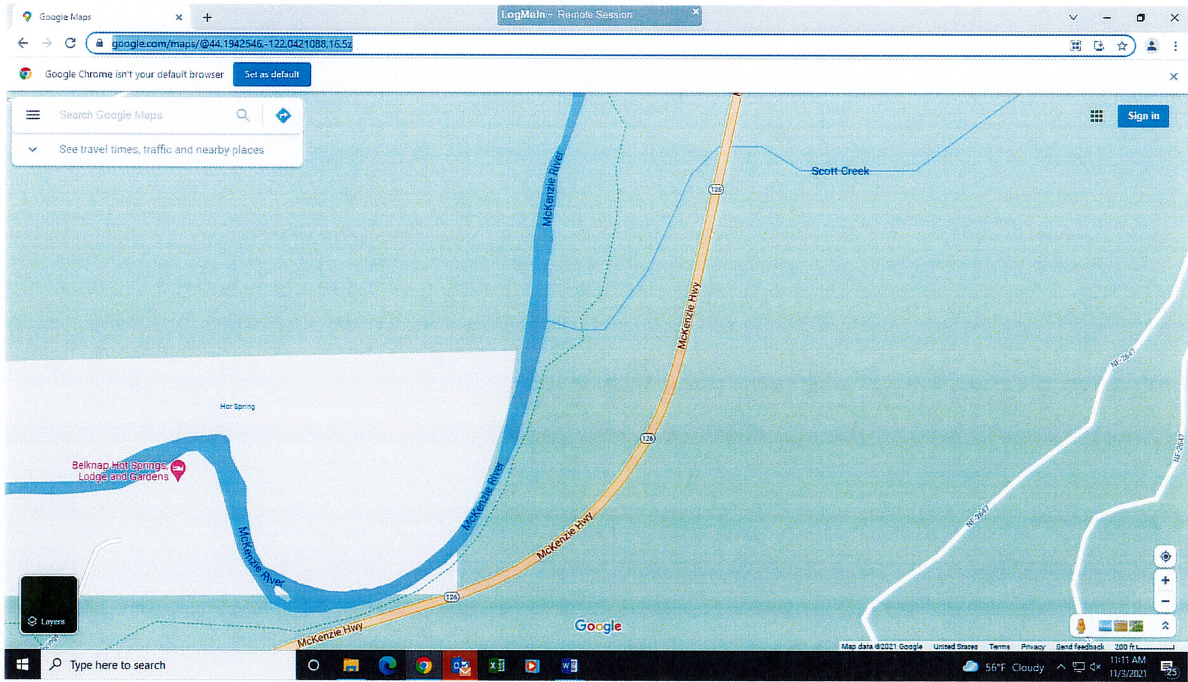 Google Maps
LogMeIn - Remote Session
google.com/maps/@44.1942546,-122.0421088,16.5z
Google Chrome isn't your default browser
Set as default
Search Google Maps
Sign in
See travel times, traffic and nearby places
McKenzie River
Scott Creek
126
McKenzie Hwy
NF-2647
Hot Spring
126
NF-2647
Belknap Hot Springs,
Lodge and Gardens
McKenzie River
NF-2647
McKenzie Hwy
McKenzie River
126
Layers
Google
McKenzie Hwy
Map data ©2021 Google United States Terms Privacy Send feedback 200 ft
Type here to search
56°F Cloudy
11:11 AM
11/3/2021
25